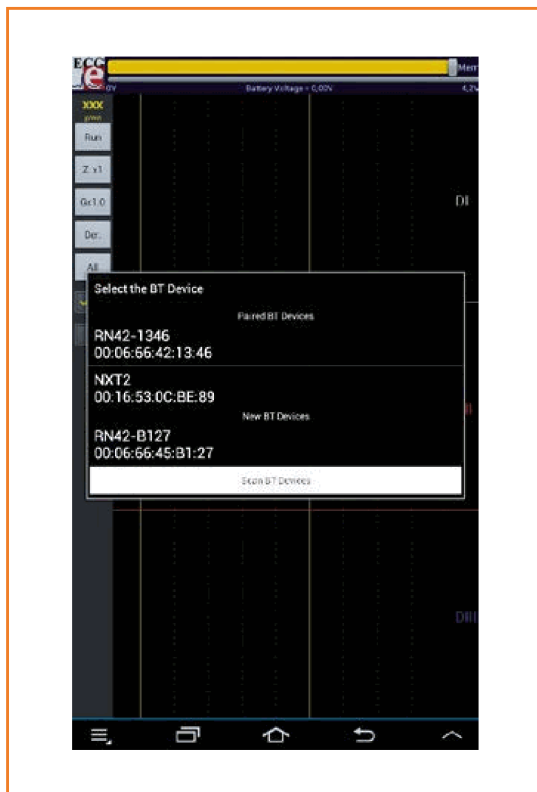 ECG
e
Mem
0V Battery Voltage = 0,00V 4,2V
XXX
Run
Z x1
Gx1.0
DI
Der.
All
Select the BT Device
Paired BT Devices
RN42-1346
00:06:66:42:13:46
NXT2
00:16:53:0C:BE:89
New BT Devices
RN42-B127
00:06:66:45:B1:27
Scan BT Devices
DIII